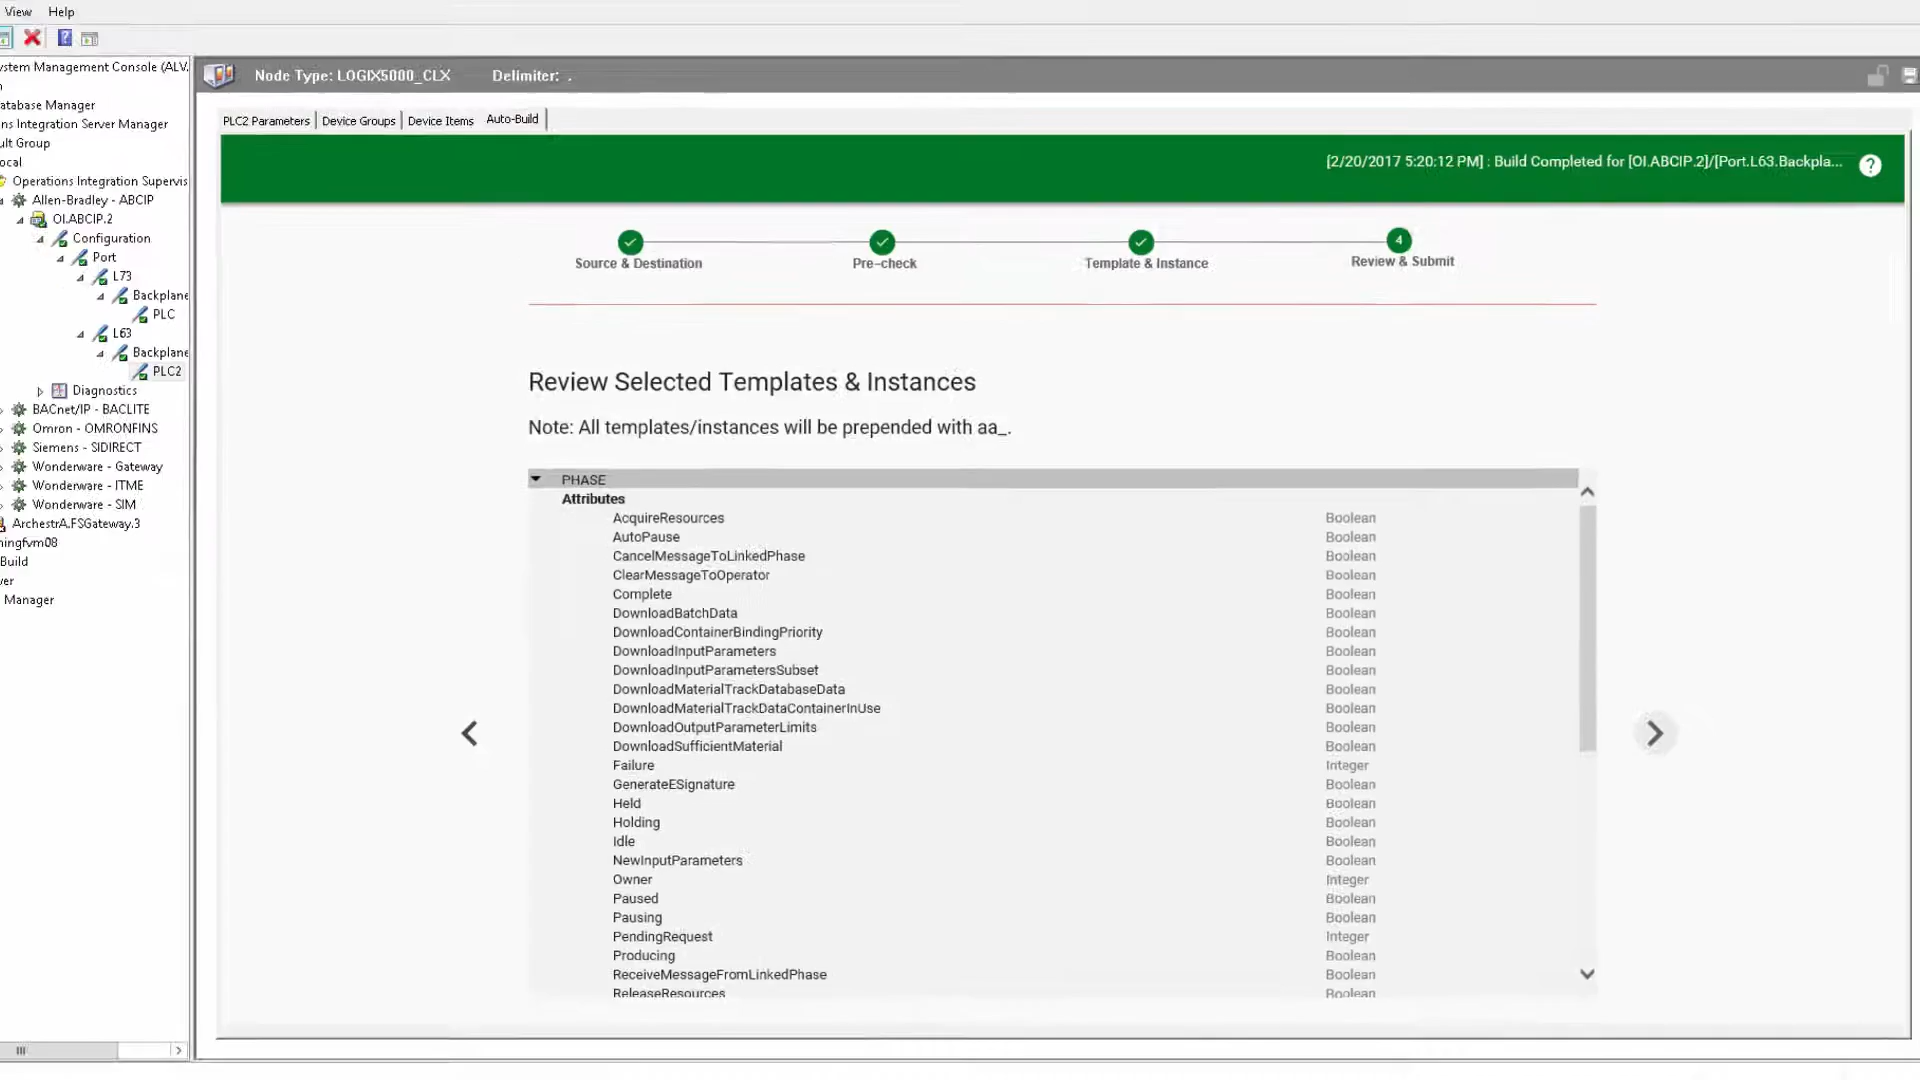 View Help
ystem Management Console (ALV.
atabase Manager
ns Integration Server Manager
ult Group
ocal
Operations Integration Supervis
Allen-Bradley - ABCIP
OI.ABCIP.2
Configuration
Port
L73
Backplane
PLC
L63
Backplane
PLC2
Diagnostics
BACnet/IP - BACLITE
Omron - OMRONFINS
Siemens - SIDIRECT
Wonderware - Gateway
Wonderware - ITME
Wonderware - SIM
ArchestrA.FSGateway.3
ningfvm08
Build
ver
Manager
Node Type: LOGIX5000_CLX Delimiter: .
PLC2 Parameters Device Groups Device Items Auto-Build
[2/20/2017 5:20:12 PM] : Build Completed for [OI.ABCIP.2]/[Port.L63.Backpla... ?
4
Source & Destination Pre-check Template & Instance Review & Submit
Review Selected Templates & Instances
Note: All templates/instances will be prepended with aa_.
PHASE
Attributes
AcquireResources Boolean
AutoPause Boolean
CancelMessageToLinkedPhase Boolean
ClearMessageToOperator Boolean
Complete Boolean
DownloadBatchData Boolean
DownloadContainerBindingPriority Boolean
DownloadInputParameters Boolean
DownloadInputParametersSubset Boolean
DownloadMaterialTrackDatabaseData Boolean
DownloadMaterialTrackDataContainerInUse Boolean
DownloadOutputParameterLimits Boolean
DownloadSufficientMaterial Boolean
Failure Integer
GenerateESignature Boolean
Held Boolean
Holding Boolean
Idle Boolean
NewInputParameters Boolean
Owner Integer
Paused Boolean
Pausing Boolean
PendingRequest Integer
Producing Boolean
ReceiveMessageFromLinkedPhase Boolean
ReleaseResources Boolean